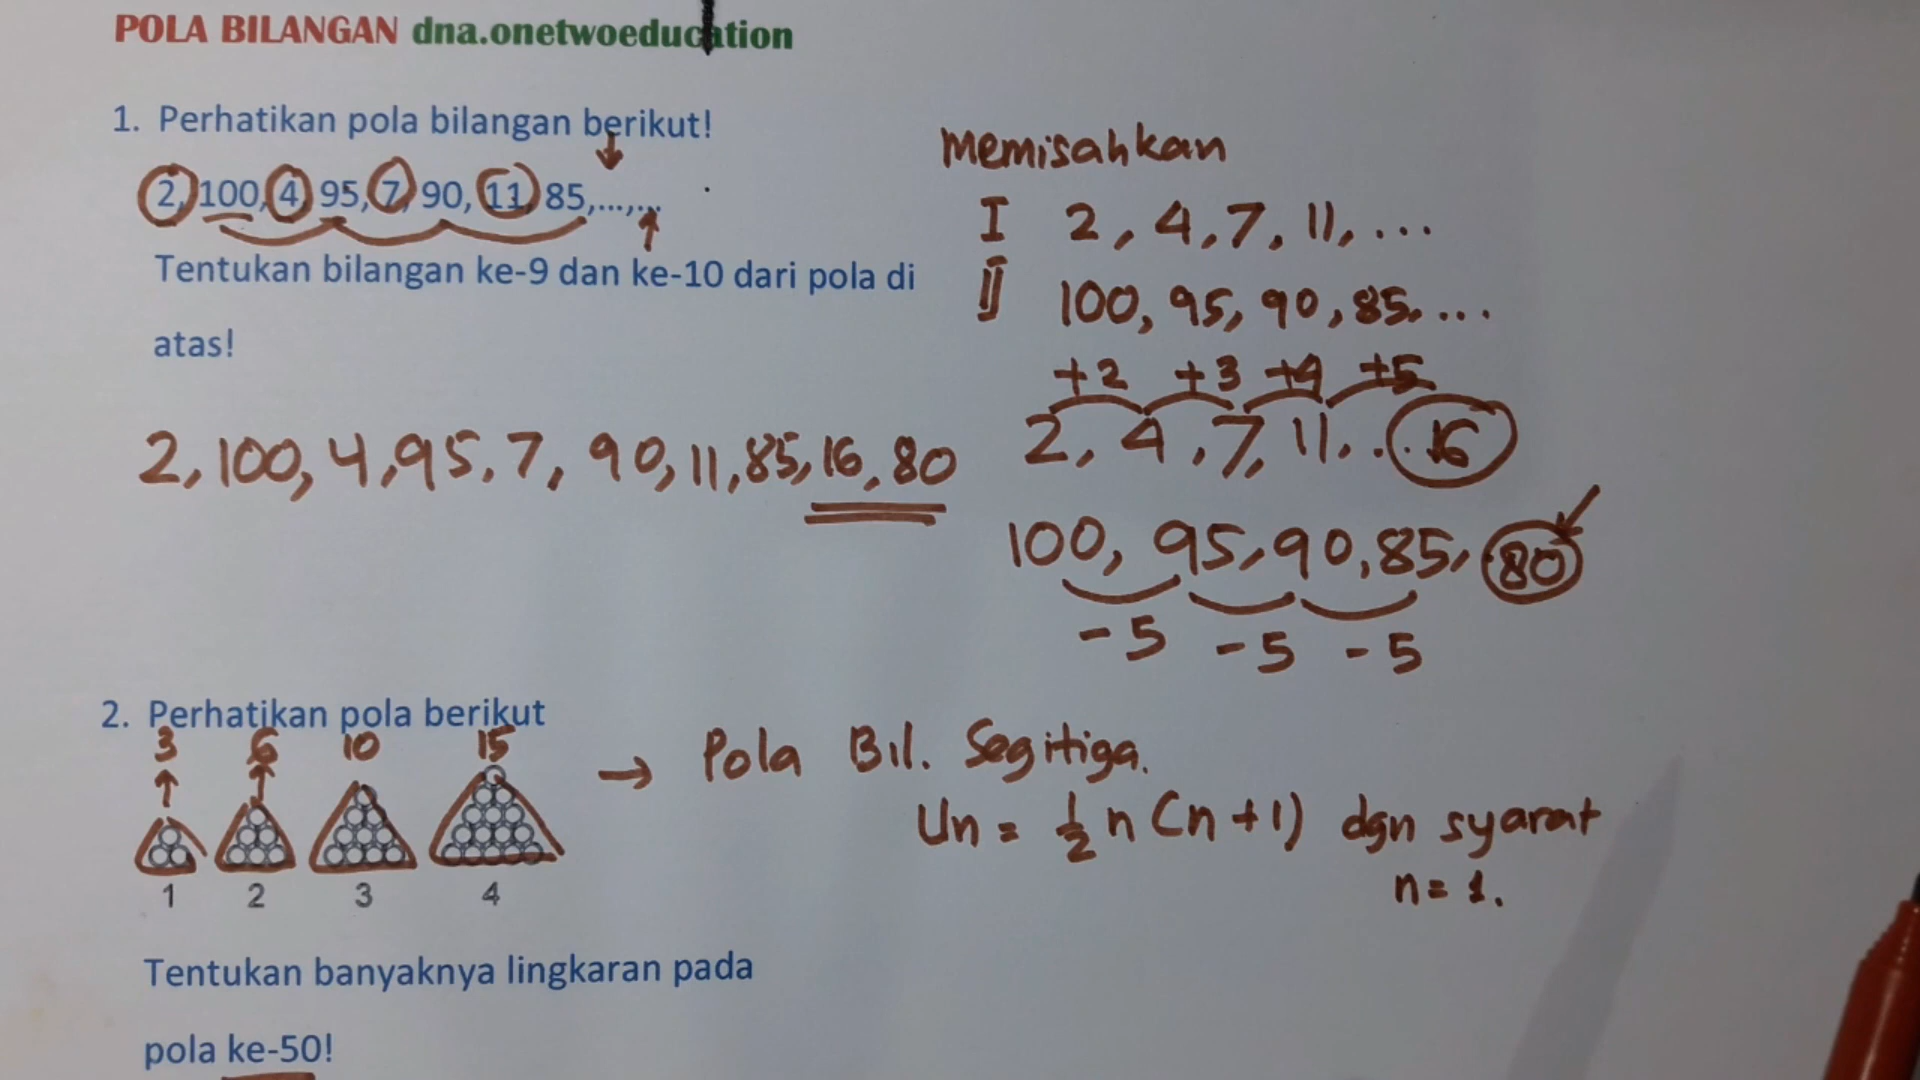 POLA BILANGAN dna.onetwoeducation
1. Perhatikan pola bilangan berikut!
2, 100, 4, 95, 7, 90, 11, 85,...,...
Tentukan bilangan ke-9 dan ke-10 dari pola di
atas!
2, 100, 4, 95, 7, 90, 11, 85, 16, 80
Memisahkan
I 2, 4, 7, 11, ...
II 100, 95, 90, 85, ...
+2 +3 +4 +5
2, 4, 7, 11, ... 16
100, 95, 90, 85, 80
-5 -5 -5
2. Perhatikan pola berikut
3 6 10 15
1 2 3 4
→ Pola Bil. Segitiga.
Un = 1/2 n (n+1) dgn syarat
n = 1.
Tentukan banyaknya lingkaran pada
pola ke-50!